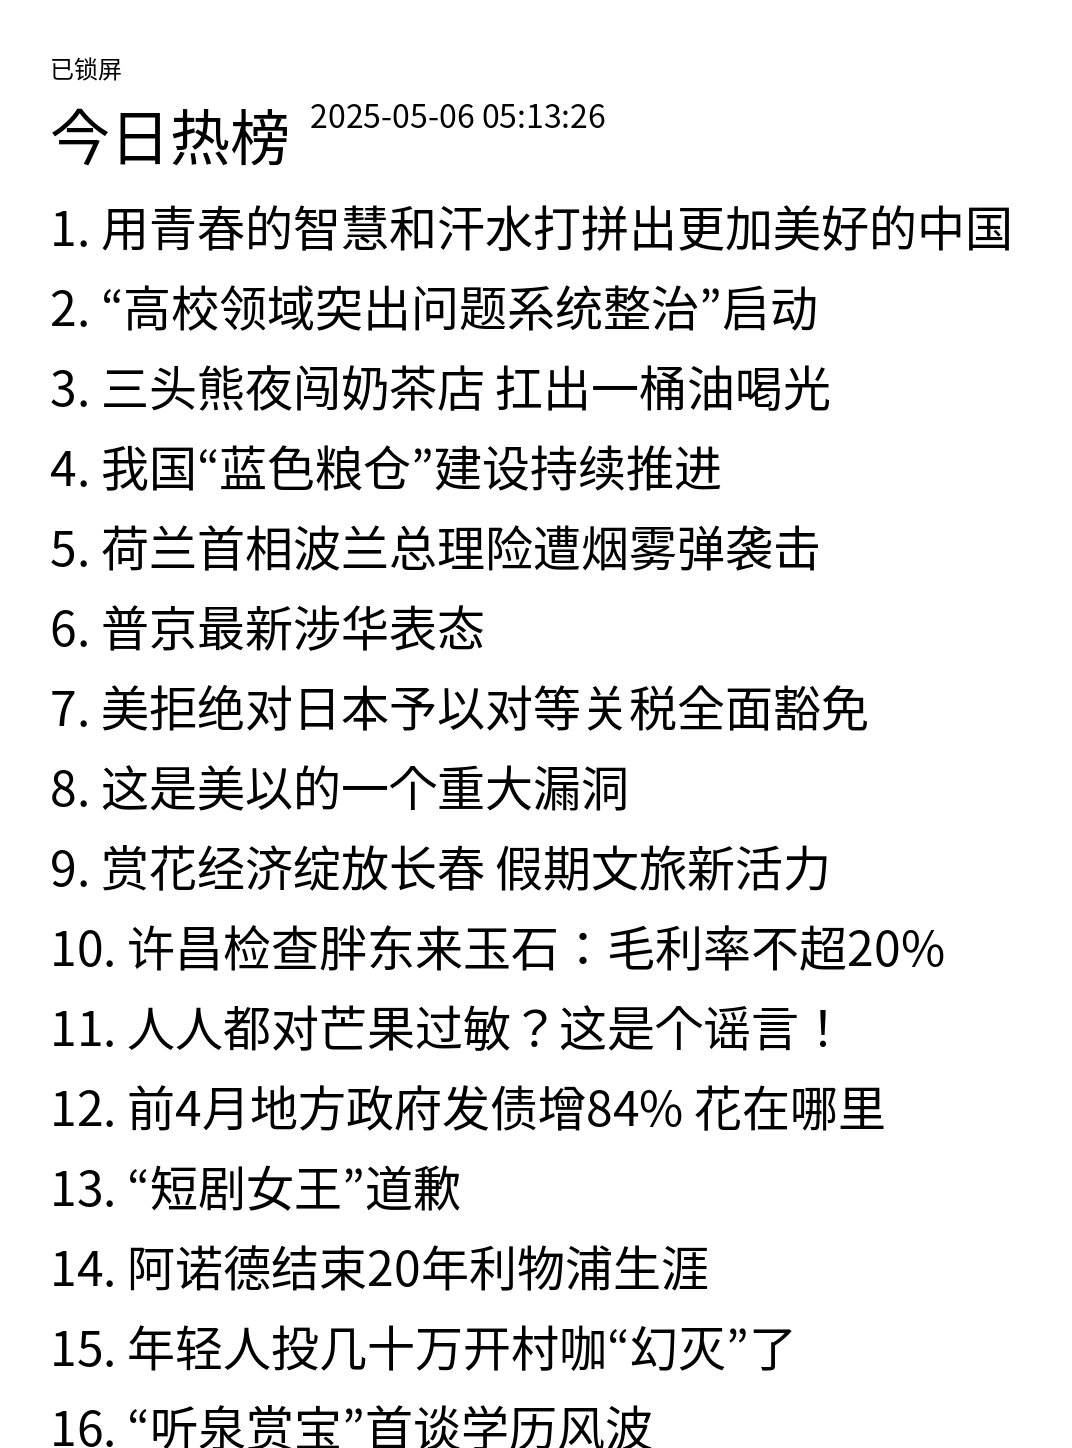 已锁屏
今日热榜 2025-05-06 05:13:26
1. 用青春的智慧和汗水打拼出更加美好的中国
2. “高校领域突出问题系统整治”启动
3. 三头熊夜闯奶茶店 扛出一桶油喝光
4. 我国“蓝色粮仓”建设持续推进
5. 荷兰首相波兰总理险遭烟雾弹袭击
6. 普京最新涉华表态
7. 美拒绝对日本予以对等关税全面豁免
8. 这是美以的一个重大漏洞
9. 赏花经济绽放长春 假期文旅新活力
10. 许昌检查胖东来玉石：毛利率不超20%
11. 人人都对芒果过敏？这是个谣言！
12. 前4月地方政府发债增84% 花在哪里
13. “短剧女王”道歉
14. 阿诺德结束20年利物浦生涯
15. 年轻人投几十万开村咖“幻灭”了
16. “听泉赏宝”首谈学历风波